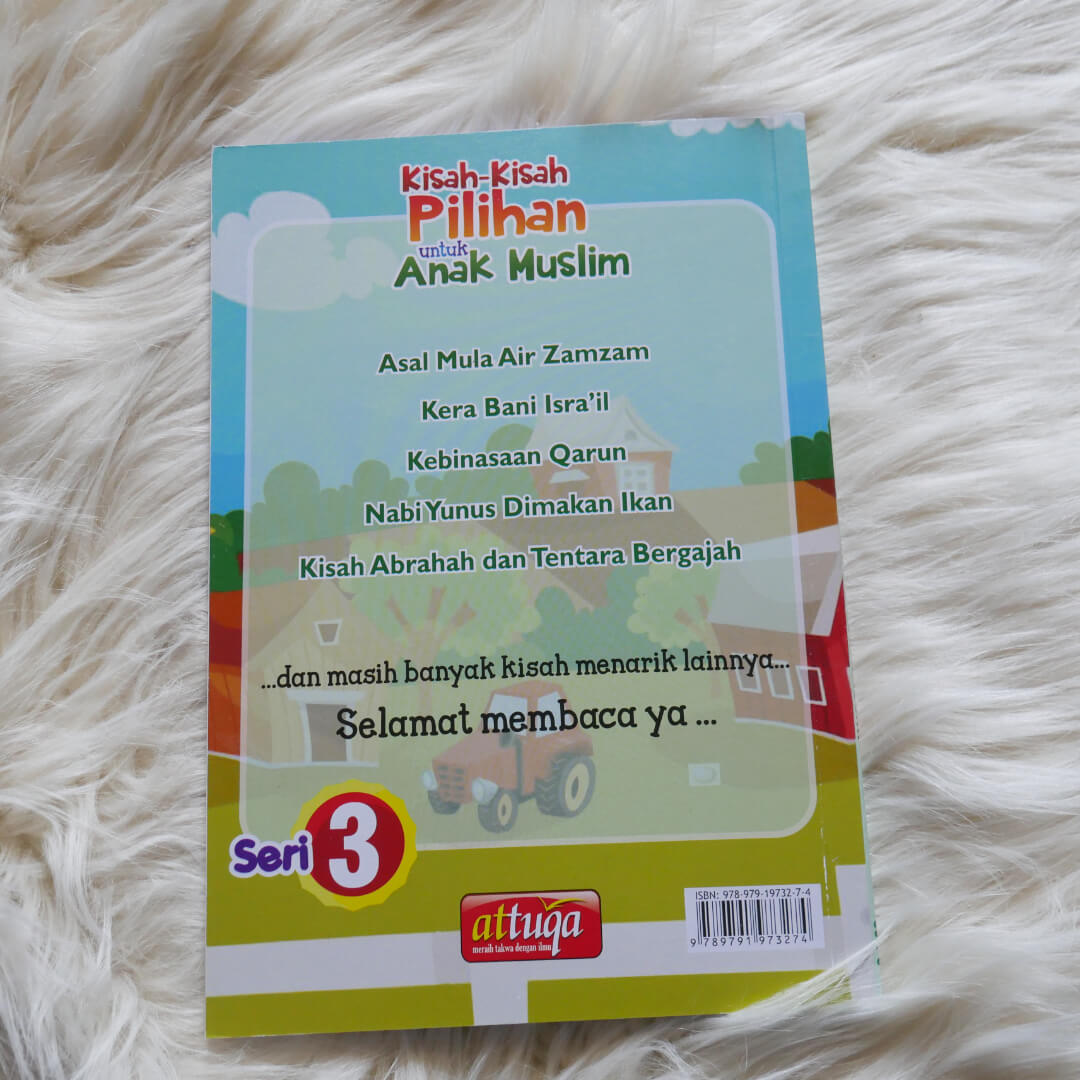 Kisah-Kisah
Pilihan
untuk
Anak Muslim
Asal Mula Air Zamzam
Kera Bani Isra'il
Kebinasaan Qarun
Nabi Yunus Dimakan Ikan
Kisah Abrahah dan Tentara Bergajah
...dan masih banyak kisah menarik lainnya...
Selamat membaca ya ...
Seri 3
attuqa
meraih takwa dengan ilmu
ISBN: 978-979-19732-7-4
9 789791 973274